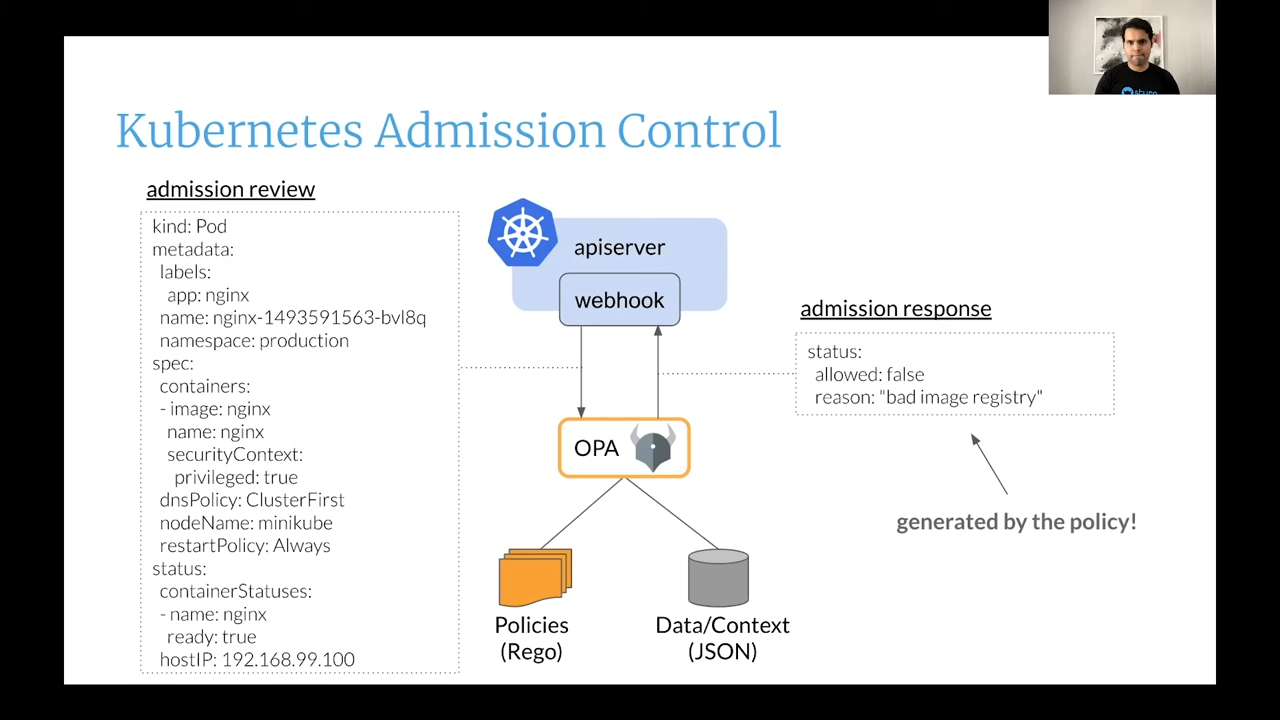 Kubernetes Admission Control
admission review
kind: Pod
metadata:
labels:
app: nginx
name: nginx-1493591563-bvl8q
namespace: production
spec:
containers:
- image: nginx
name: nginx
securityContext:
privileged: true
dnsPolicy: ClusterFirst
nodeName: minikube
restartPolicy: Always
status:
containerStatuses:
- name: nginx
ready: true
hostIP: 192.168.99.100
apiserver
webhook
OPA
Policies
(Rego)
Data/Context
(JSON)
admission response
status:
allowed: false
reason: "bad image registry"
generated by the policy!